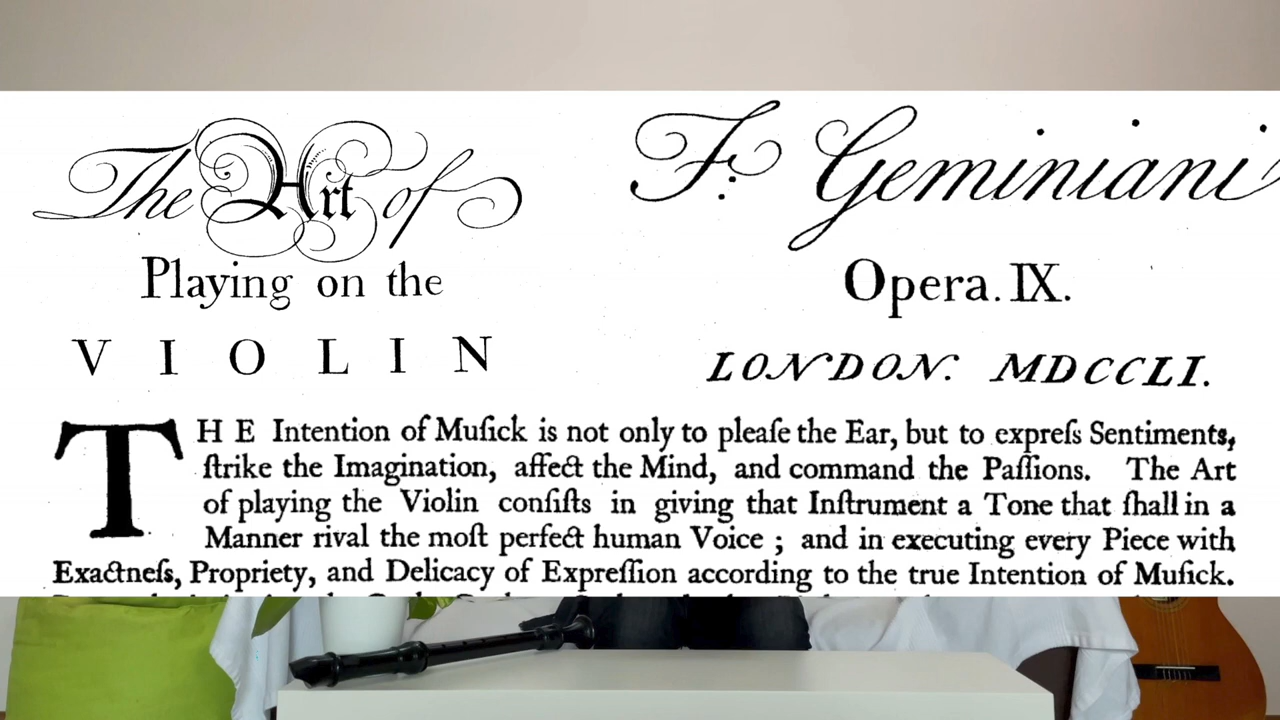 The Art of
Playing on the
VIOLIN
F. Geminiani
Opera. IX.
LONDON. MDCCLI.
THE Intention of Muſick is not only to pleaſe the Ear, but to expreſs Sentiments,
ſtrike the Imagination, affect the Mind, and command the Paſſions. The Art
of playing the Violin conſiſts in giving that Inſtrument a Tone that ſhall in a
Manner rival the moſt perfect human Voice ; and in executing every Piece with
Exactneſs, Propriety, and Delicacy of Expreſſion according to the true Intention of Muſick.